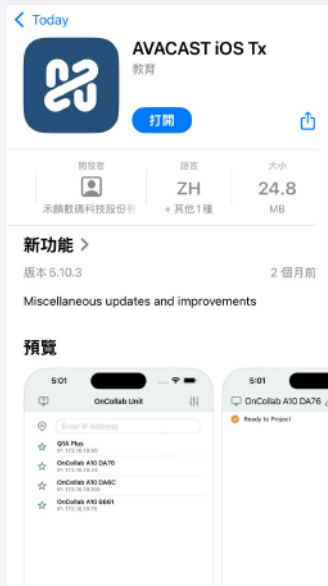 Today
AVACAST iOS Tx
教育
打開
開發者
語言
大小
ZH
24.8
禾鏻數碼科技股份有
+ 其他1種
MB
新功能
版本 5.10.3
2 個月前
Miscellaneous updates and improvements
預覽
5:01
OnCollab Unit
Enter IP Address
Q1A Plus
OnCollab A10 DA76
OnCollab A10 DA6C
OnCollab A10 6661
5:01
OnCollab A10 DA76
Ready to Project